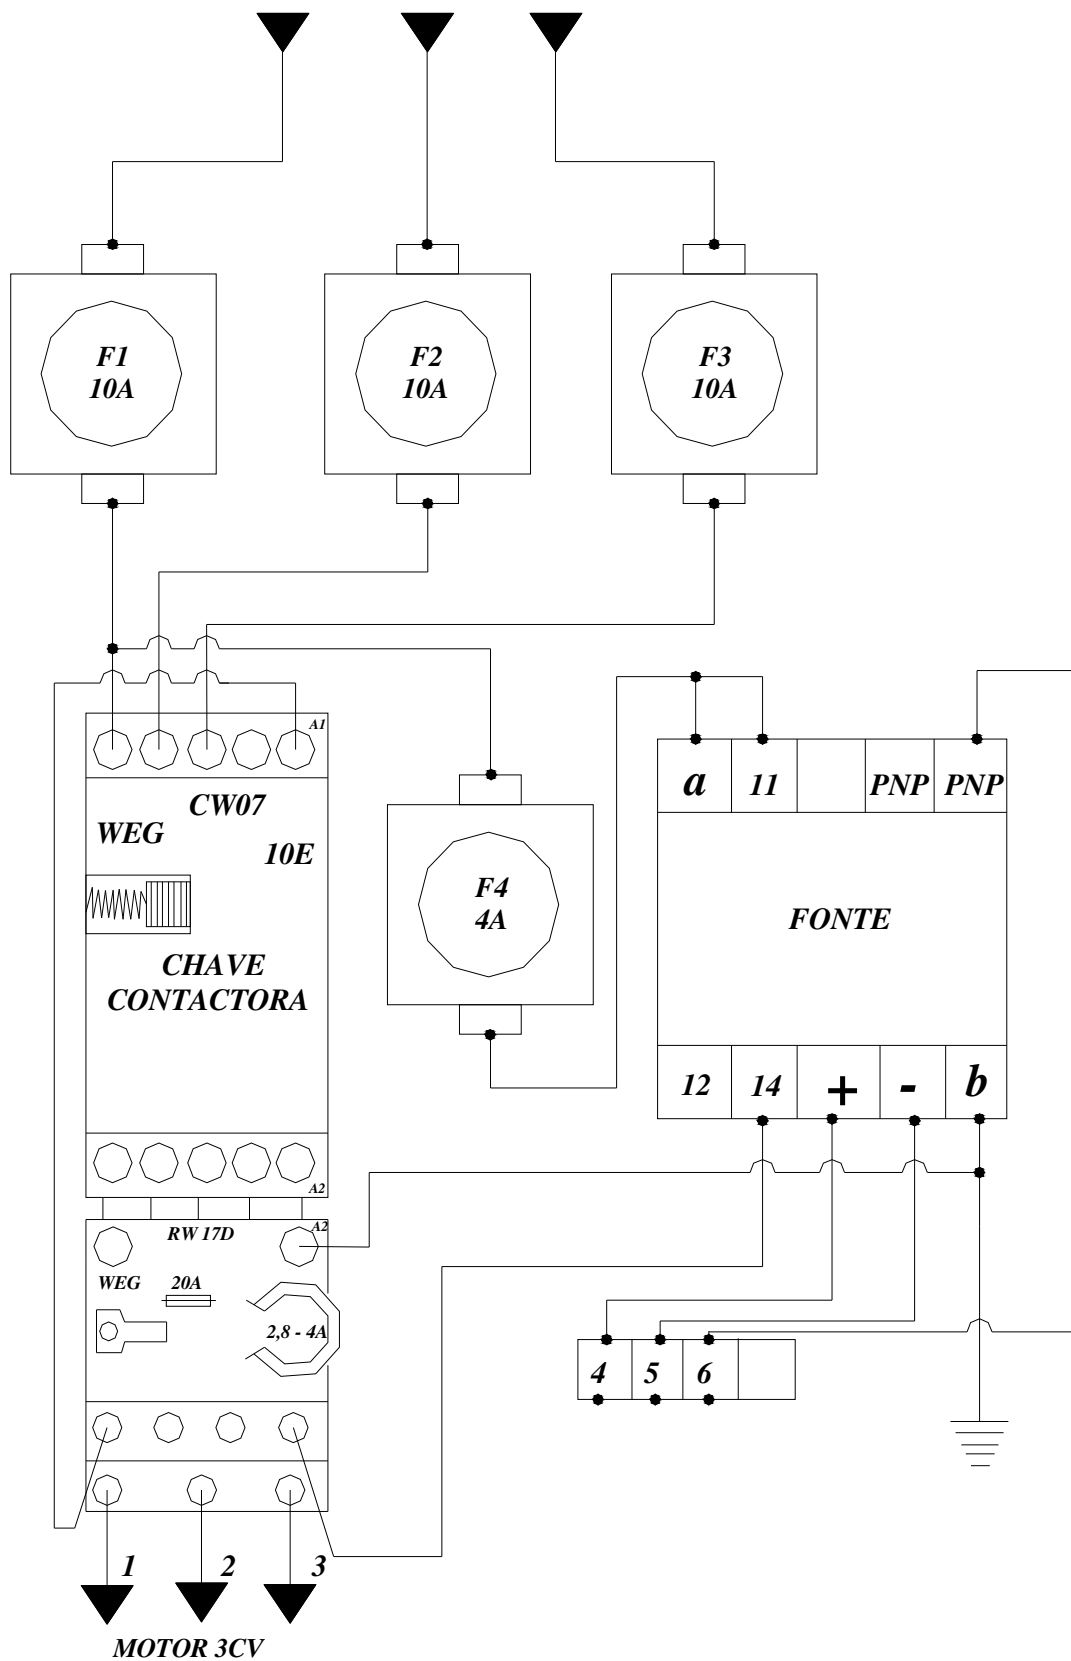 F1
10A
F2
10A
F3
10A
A1
CW07
WEG
10E
CHAVE
CONTACTORA
A2
F4
4A
a
11
PNP
PNP
FONTE
12
14
+
-
b
RW 17D
A2
WEG
20A
2,8 - 4A
4
5
6
1
2
3
MOTOR 3CV